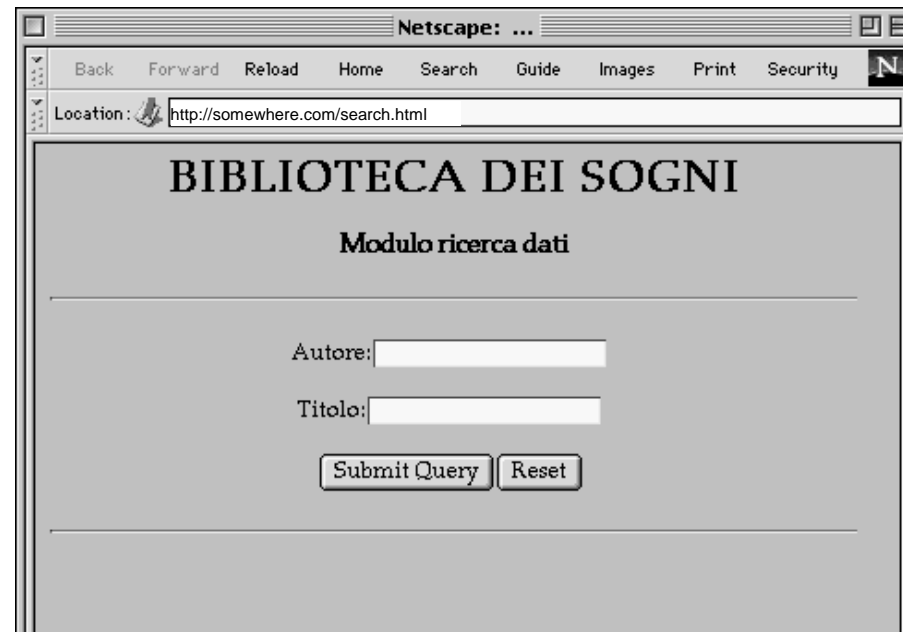 Netscape: ...
Back Forward Reload Home Search Guide Images Print Security N
Location: http://somewhere.com/search.html
BIBLIOTECA DEI SOGNI
Modulo ricerca dati
Autore:
Titolo:
Submit Query Reset